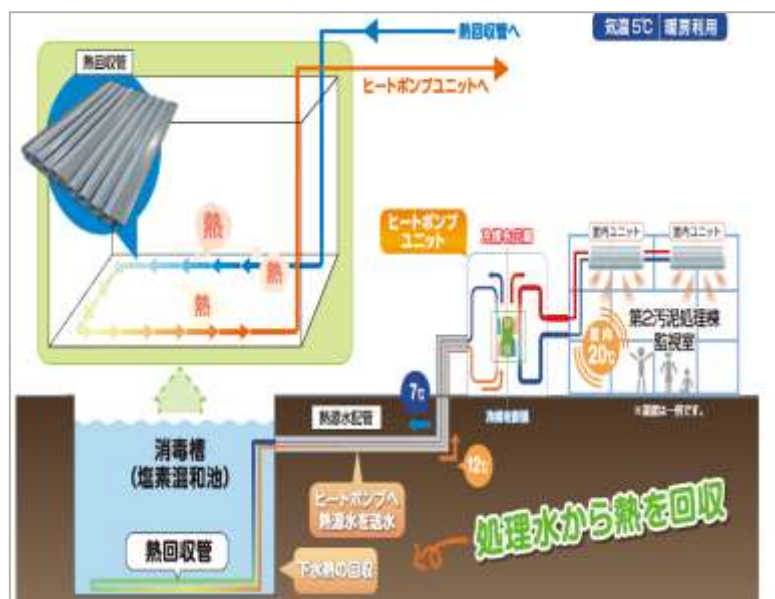 熱回収管へ
気温5℃ 暖房利用
熱回収管
ヒートポンプユニットへ
熱
熱
熱
ヒートポンプ
ユニット
室内ユニット
室内ユニット
第2汚泥処理棟
監視室
室内
20℃
※温度は一例です。
7℃
熱源水配管
消毒槽
(塩素混和池)
12℃
ヒートポンプへ
熱源水を送水
処理水から熱を回収
熱回収管
下水熱の回収